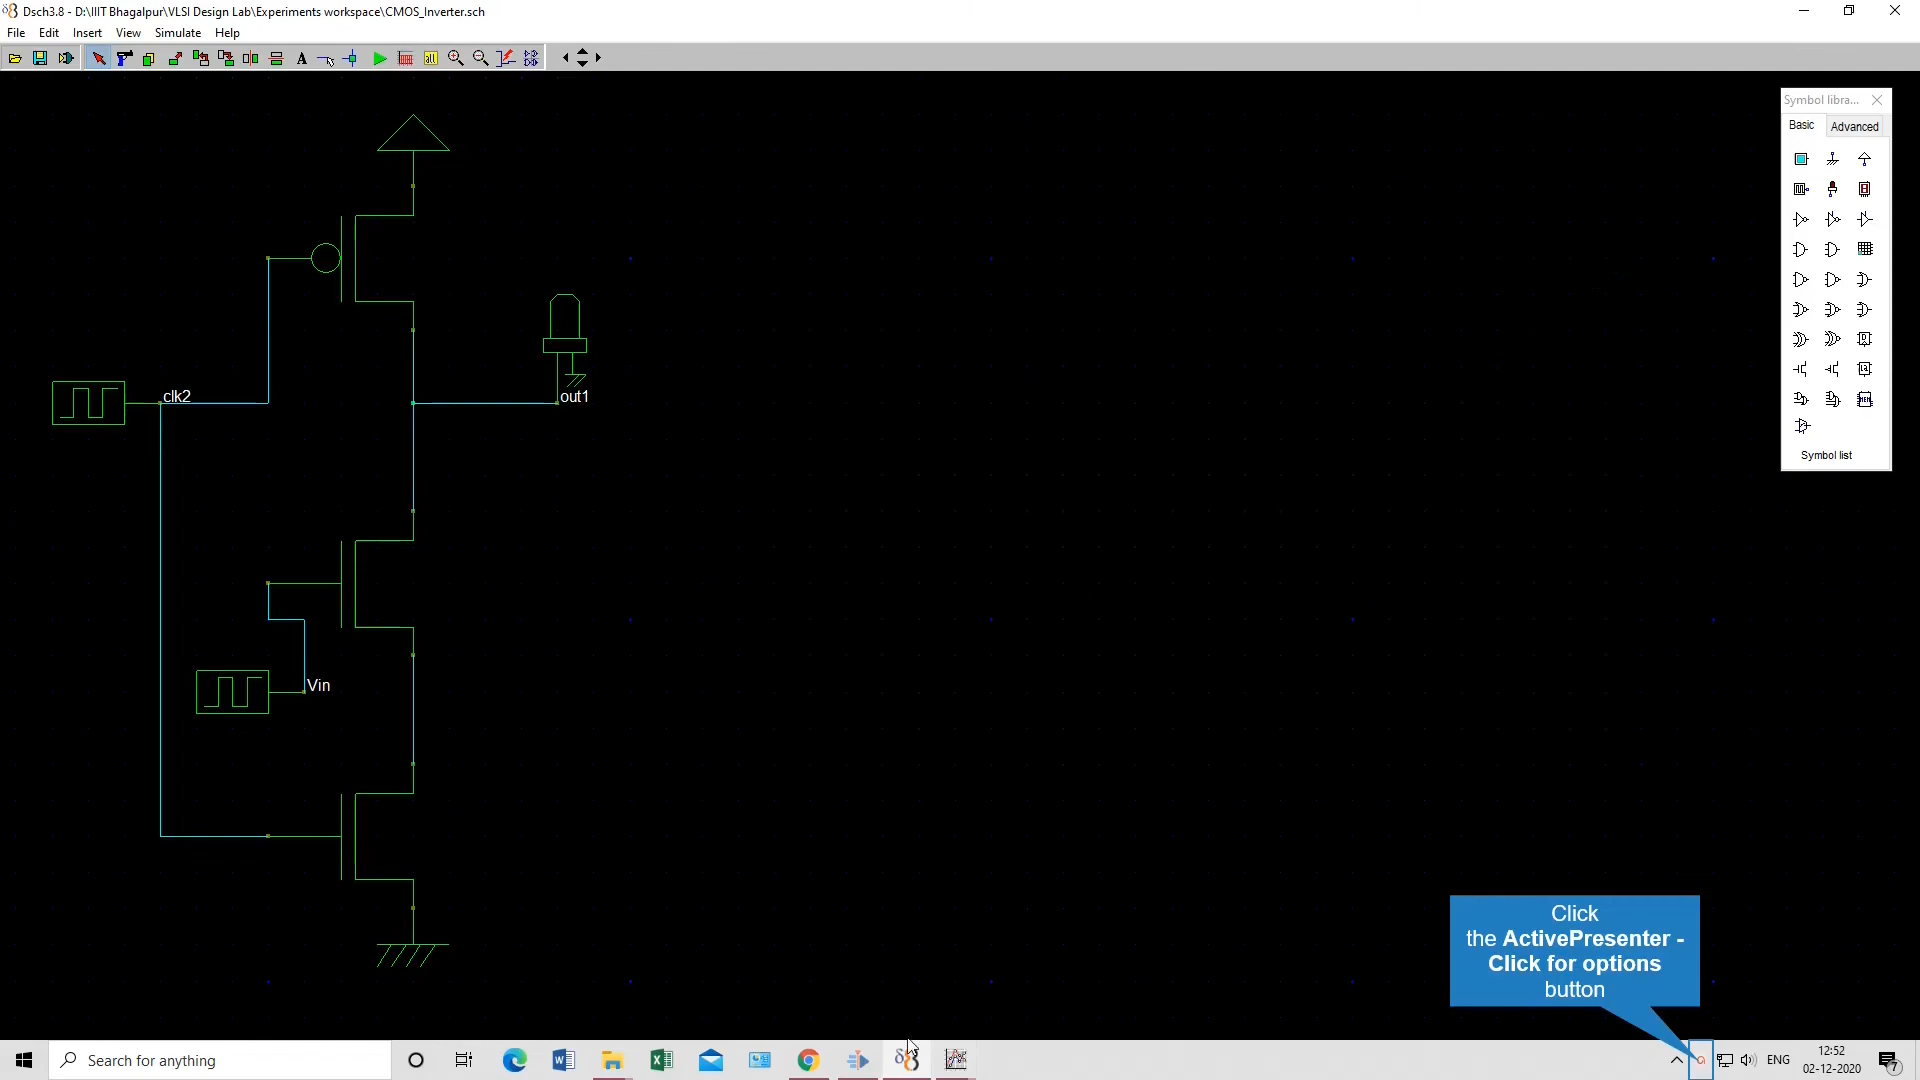 Dsch3.8 - D:\IIIT Bhagalpur\VLSI Design Lab\Experiments workspace\CMOS_Inverter.sch
File Edit Insert View Simulate Help
A all
Symbol libra...
Basic Advanced
Symbol list
clk2
out1
Vin
Click
the ActivePresenter -
Click for options
button
Search for anything
ENG
12:52
02-12-2020
7